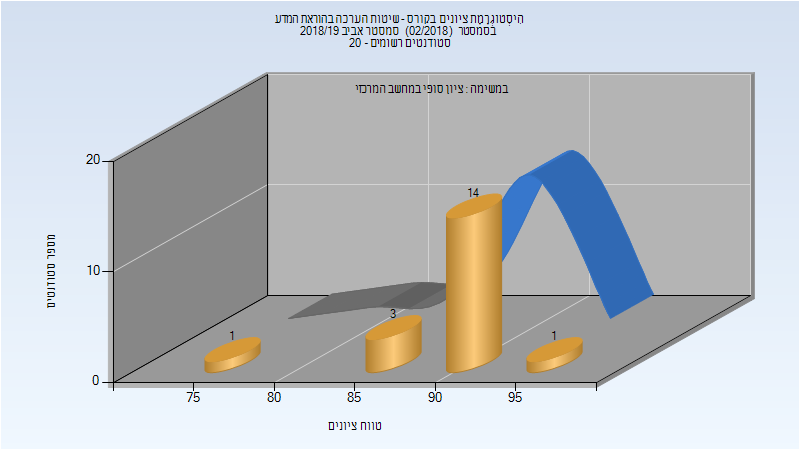 היסטוגרמת ציונים בקורס - שיטות הערכה בהוראת המדע
בסמסטר (02/2018) סמסטר אביב 2018/19
סטודנטים רשומים - 20
במשימה : ציון סופי במחשב המרכזי
20
10
0
מספר סטודנטים
1
3
14
1
75
80
85
90
95
טווח ציונים